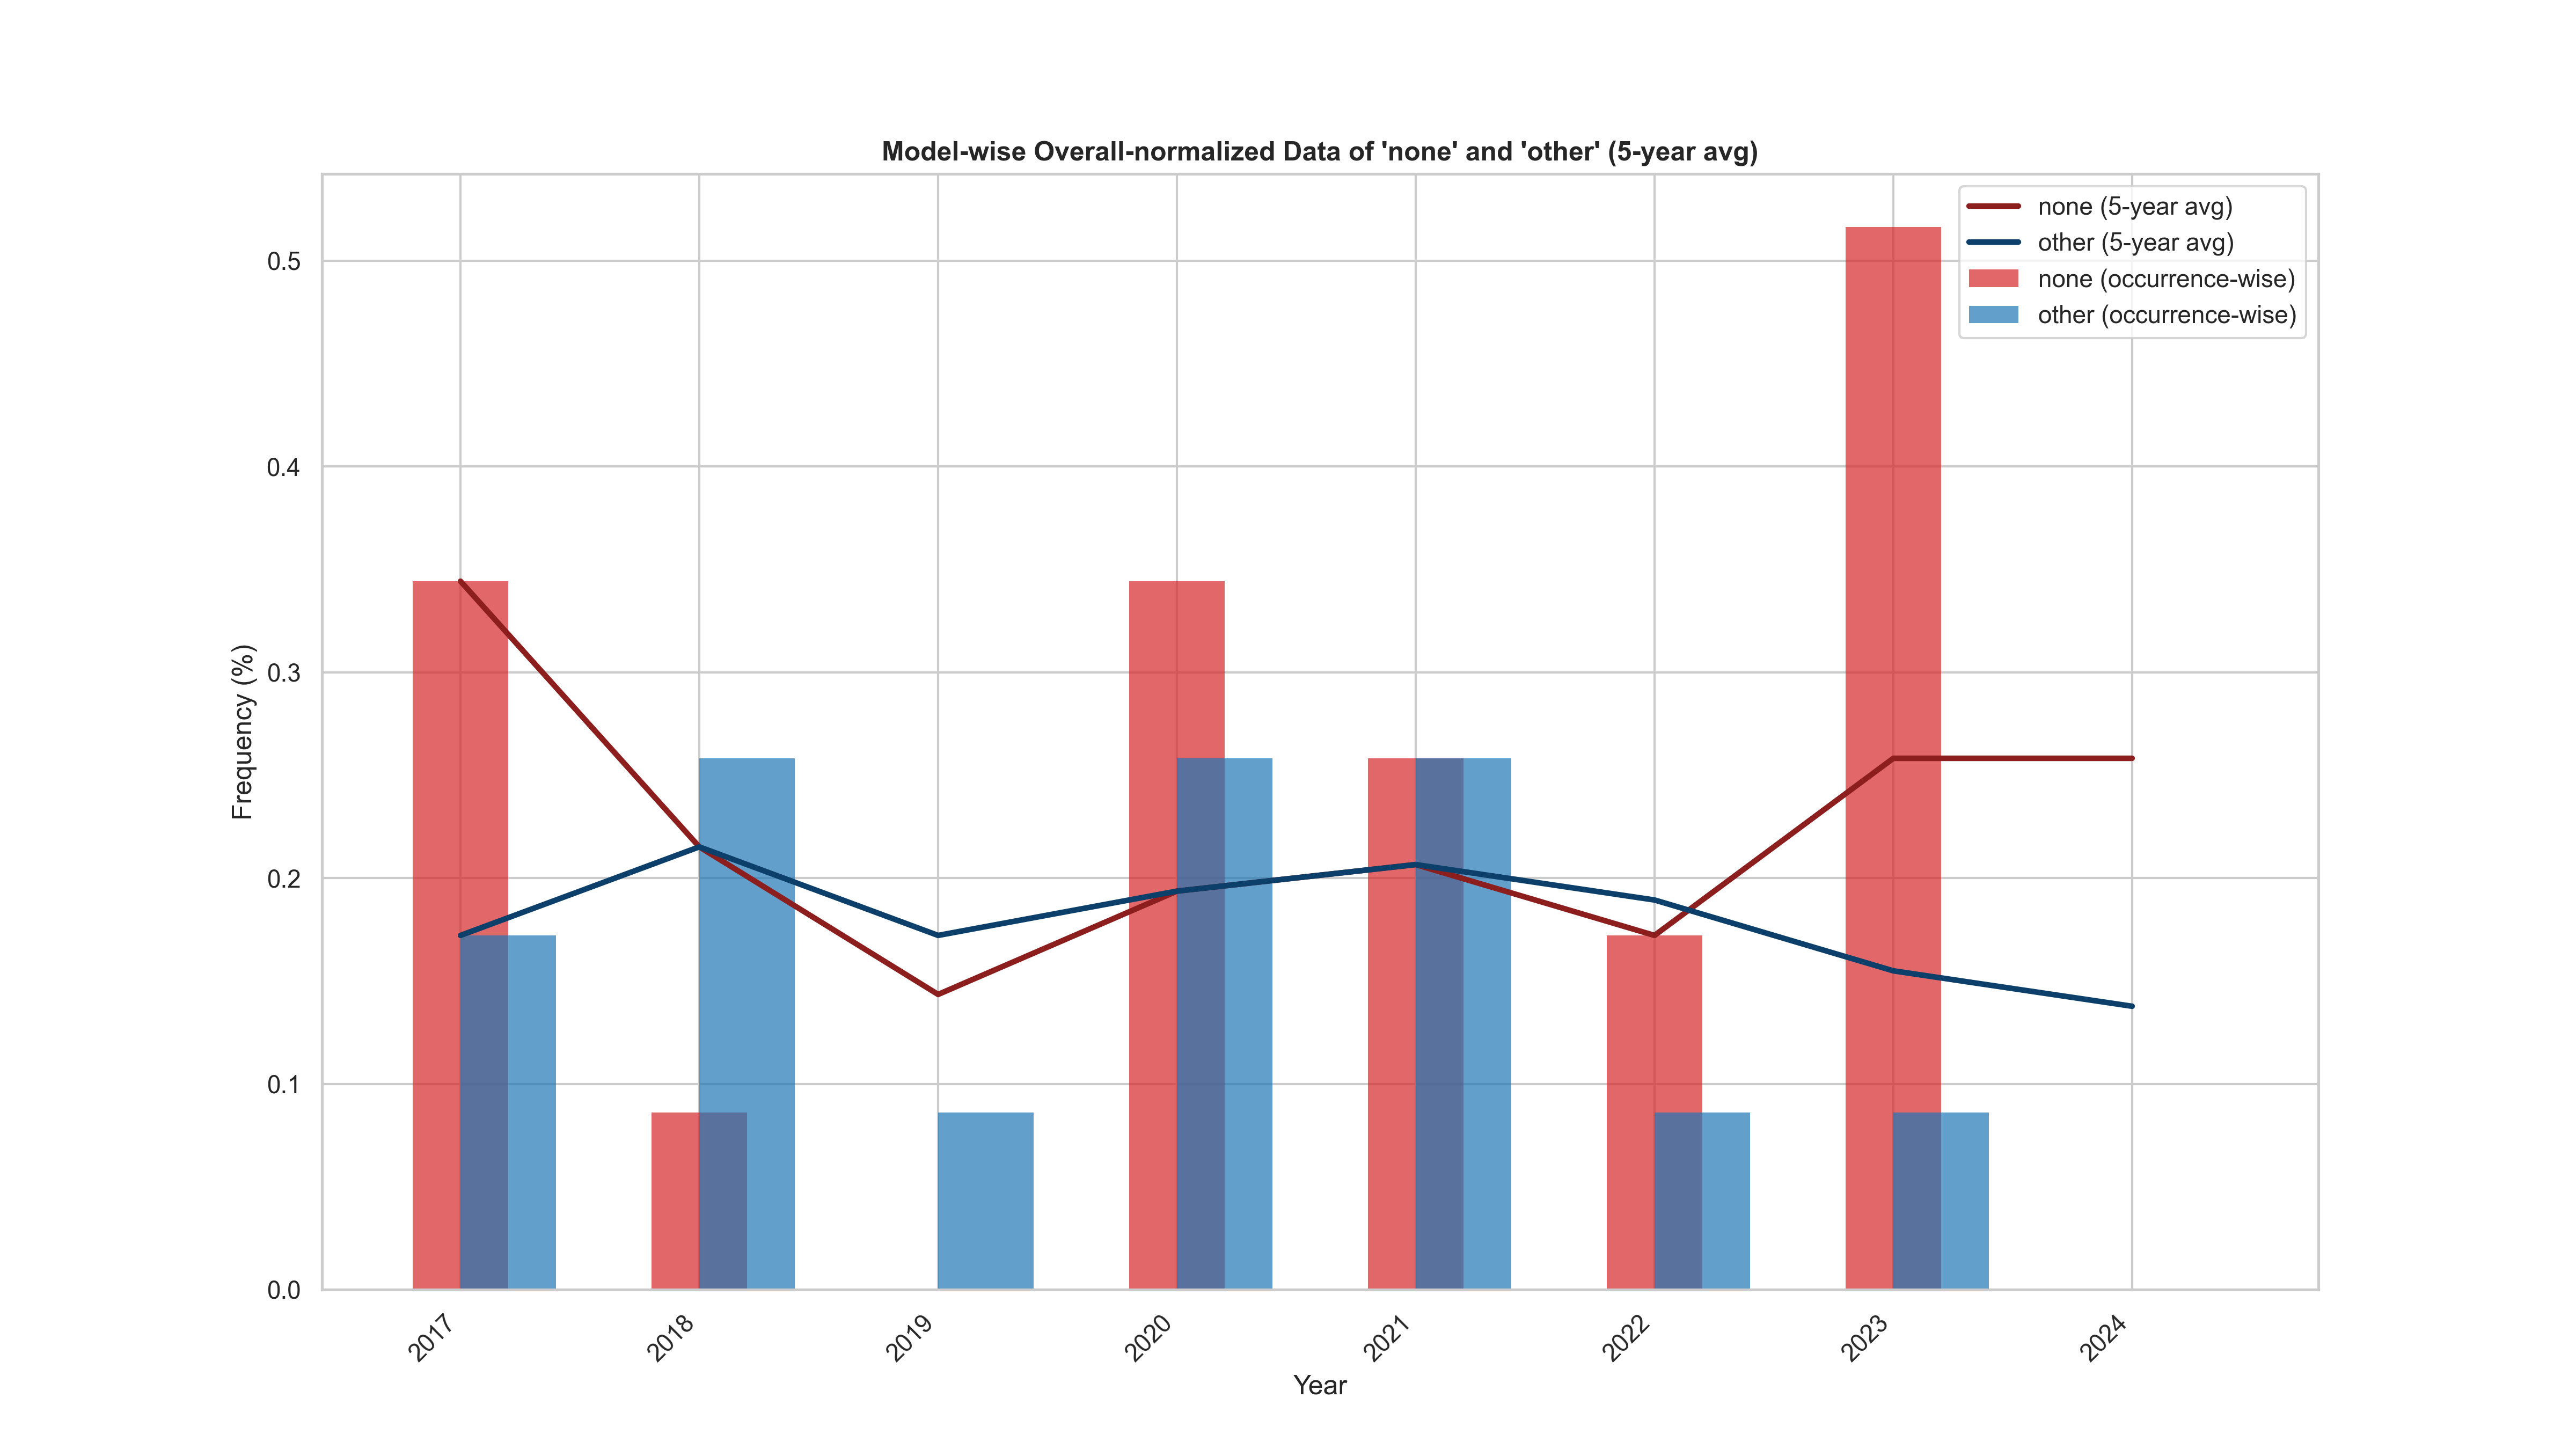 Model-wise Overall-normalized Data of 'none' and 'other' (5-year avg)
none (5-year avg)
other (5-year avg)
none (occurrence-wise)
other (occurrence-wise)
Frequency (%)
0.5
0.4
0.3
0.2
0.1
0.0
2017 2018 2019 2020 2021 2022 2023 2024
Year